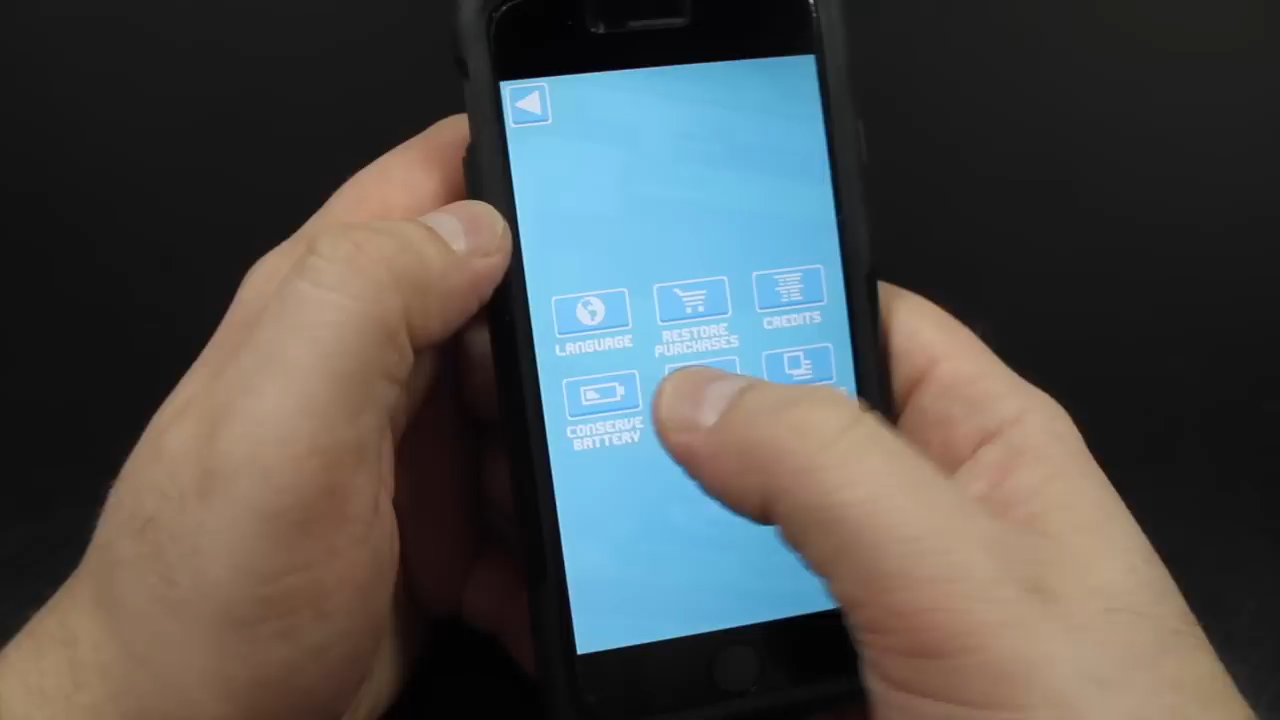 LANGUAGE
RESTORE
PURCHASES
CREDITS
CONSERVE
BATTERY